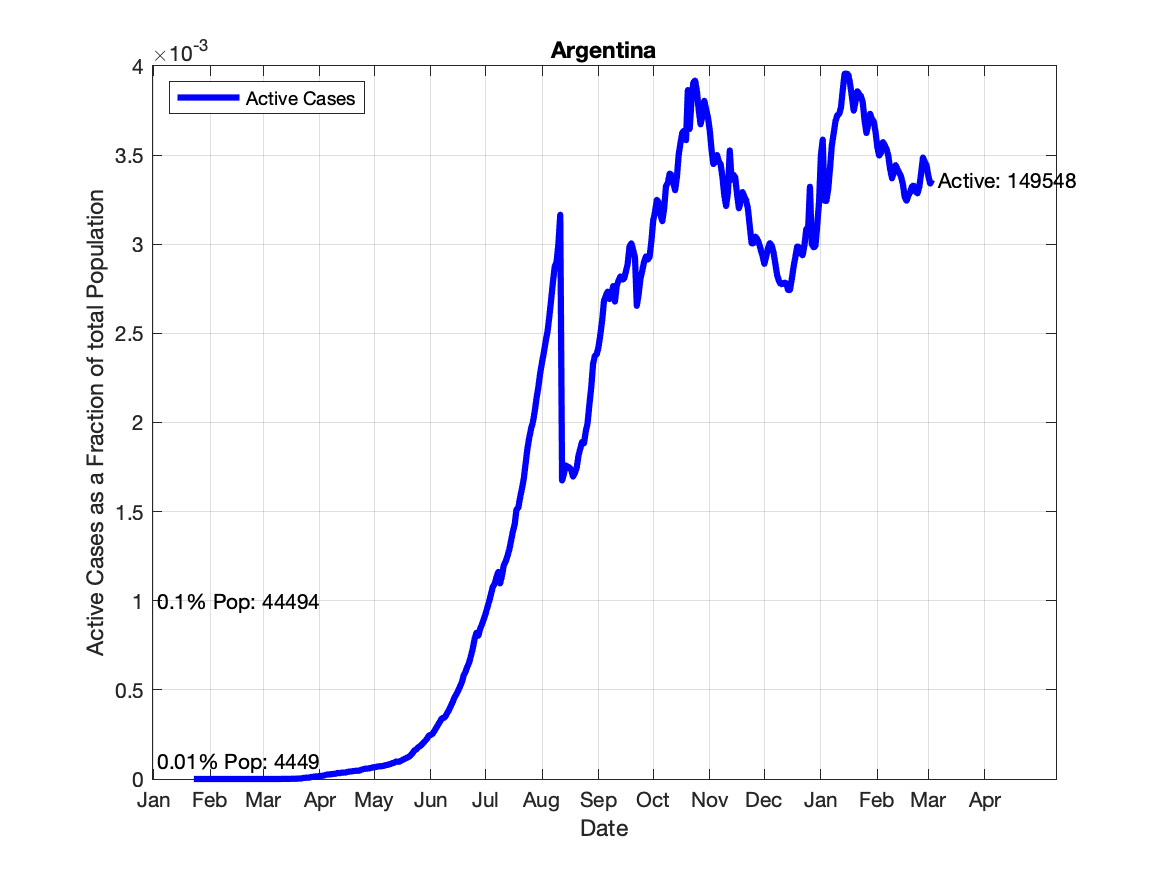 Argentina
×10-3
Active Cases
4
3.5
3
2.5
2
1.5
1
0.5
0
Active Cases as a Fraction of total Population
Active: 149548
0.1% Pop: 44494
0.01% Pop: 4449
Jan Feb Mar Apr May Jun Jul Aug Sep Oct Nov Dec Jan Feb Mar Apr
Date